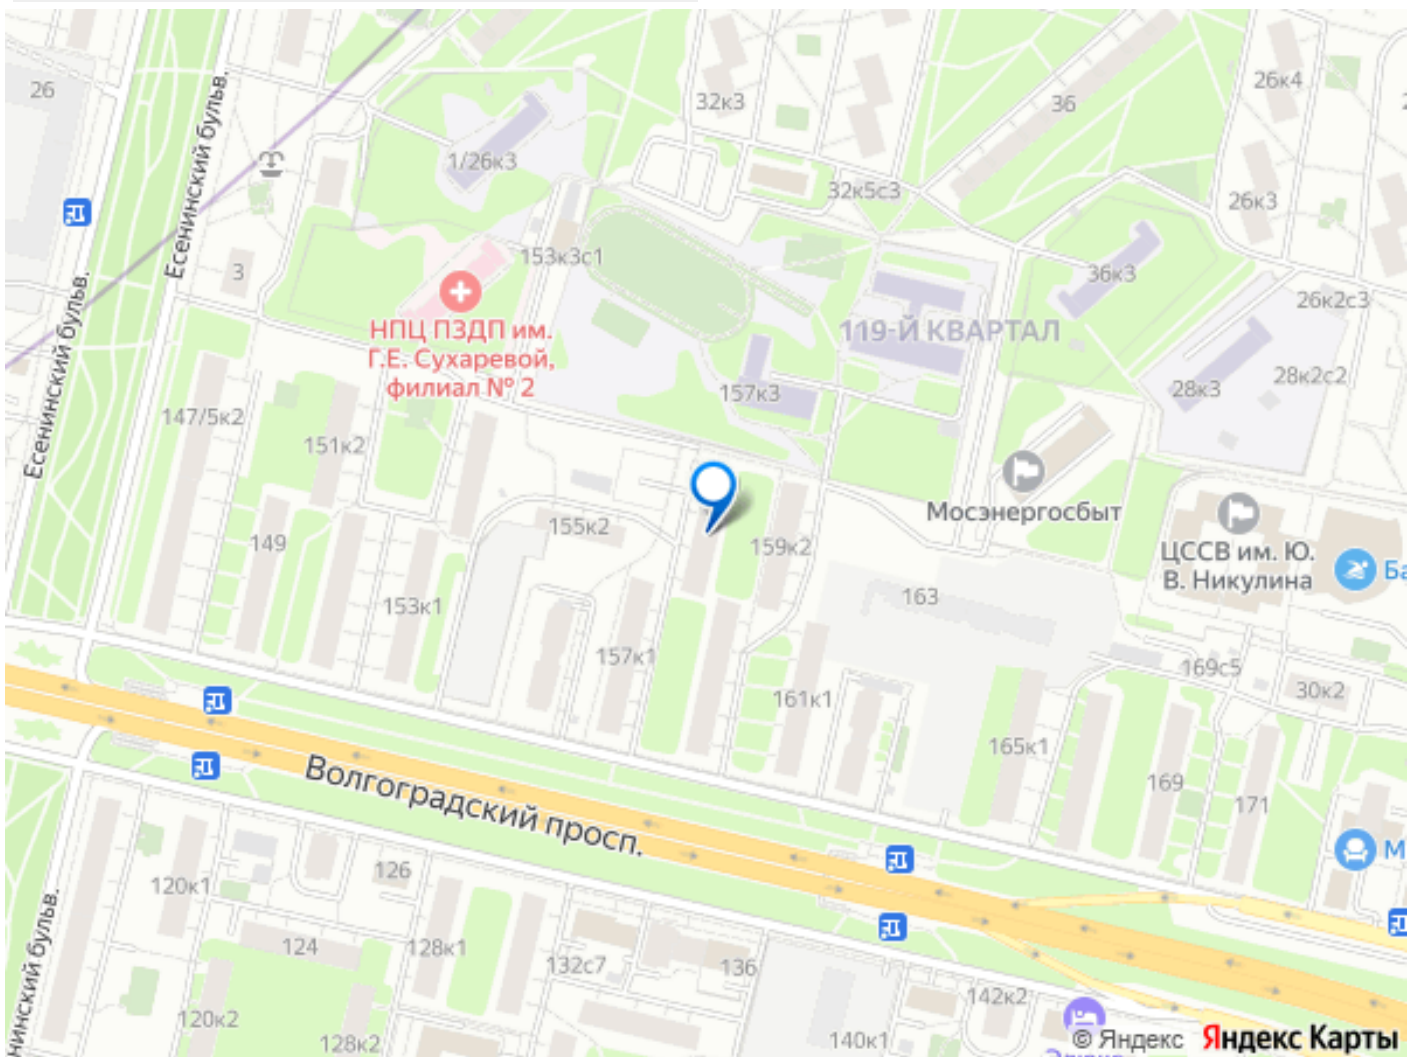 26
Есенинский бульв.
1/26к3
32к3
36
26к4
32к5с3
26к3
3
153к3с1
36к3
26к2с3
Есенинский бульв.
НПЦ ПЗДП им.
Г.Е. Сухаревой,
филиал № 2
119-Й КВАРТАЛ
157к3
28к3
28к2с2
147/5к2
151к2
Мосэнергосбыт
155к2
159к2
149
ЦССВ им. Ю.
В. Никулина
Ба
163
153к1
157к1
169с5
30к2
161к1
165к1
169
171
Волгоградский просп.
М
126
120к1
124
128к1
132с7
136
142к2
нинский бульв.
120к2
128к2
140к1
© Яндекс
Яндекс Карты